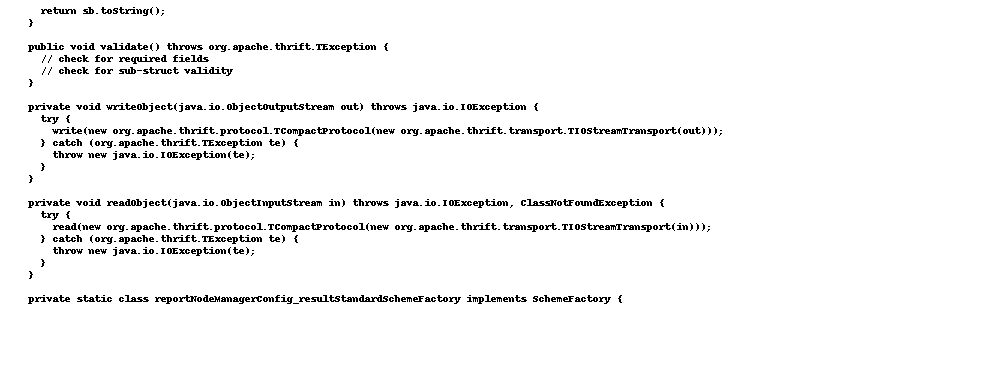 return sb.toString();
}
public void validate() throws org.apache.thrift.TException {
// check for required fields
// check for sub-struct validity
}
private void writeObject(java.io.ObjectOutputStream out) throws java.io.IOException {
try {
write(new org.apache.thrift.protocol.TCompactProtocol(new org.apache.thrift.transport.TIOStreamTransport(out)));
} catch (org.apache.thrift.TException te) {
throw new java.io.IOException(te);
}
}
private void readObject(java.io.ObjectInputStream in) throws java.io.IOException, ClassNotFoundException {
try {
read(new org.apache.thrift.protocol.TCompactProtocol(new org.apache.thrift.transport.TIOStreamTransport(in)));
} catch (org.apache.thrift.TException te) {
throw new java.io.IOException(te);
}
}
private static class reportNodeManagerConfig_resultStandardSchemeFactory implements SchemeFactory {